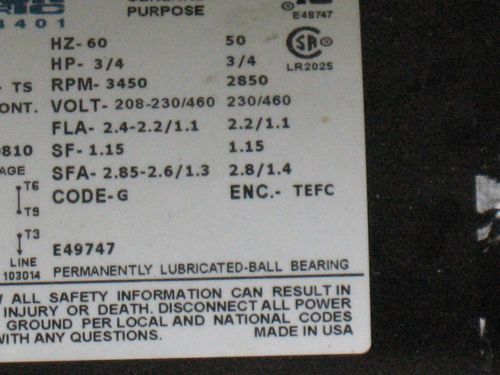 4401
PURPOSE
E49747
HZ-60 50
HP- 3/4 3/4
LR2025
TS RPM-3450 2850
CONT. VOLT- 208-230/460 230/460
FLA- 2.4-2.2/1.1 2.2/1.1
0810 SF- 1.15 1.15
AGE SFA- 2.85-2.6/1.3 2.8/1.4
T6 CODE-G ENC.- TEFC
T9
T3
E49747
LINE
103014 PERMANENTLY LUBRICATED-BALL BEARING
ALL SAFETY INFORMATION CAN RESULT IN
INJURY OR DEATH. DISCONNECT ALL POWER
GROUND PER LOCAL AND NATIONAL CODES
WITH ANY QUESTIONS. MADE IN USA